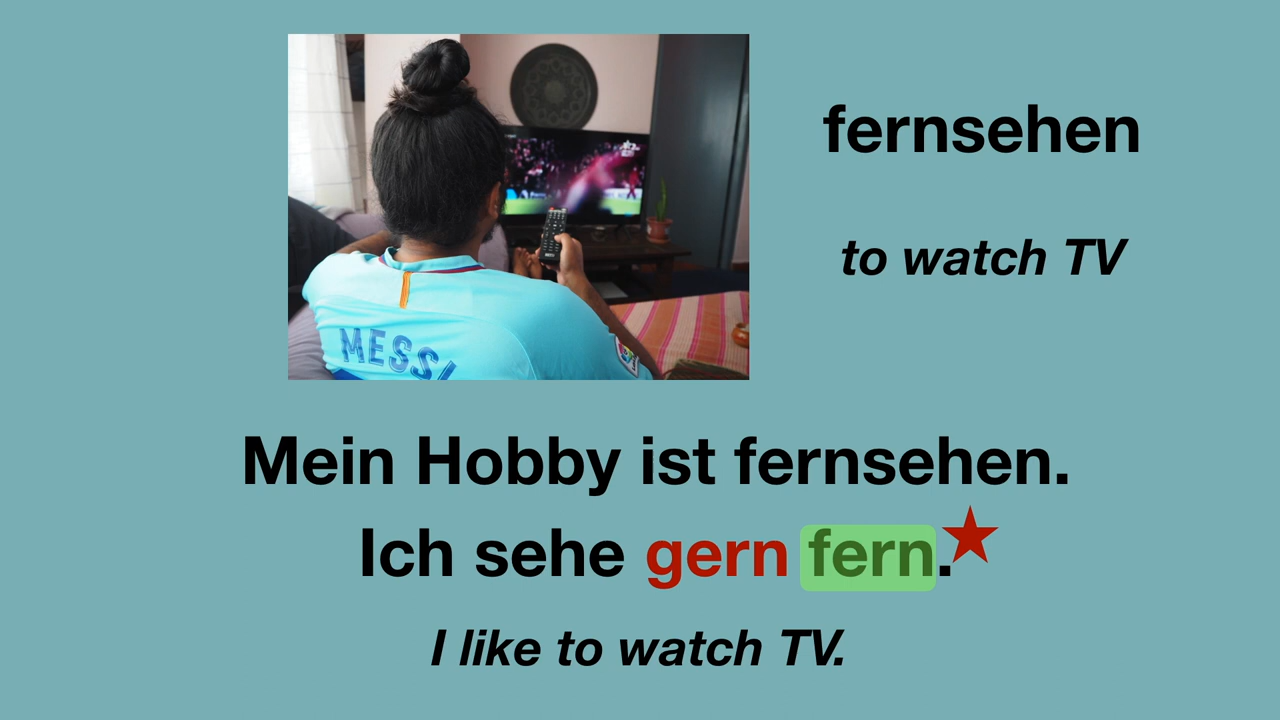 fernsehen
to watch TV
MESSI
Mein Hobby ist fernsehen.
Ich sehe gern fern.
I like to watch TV.